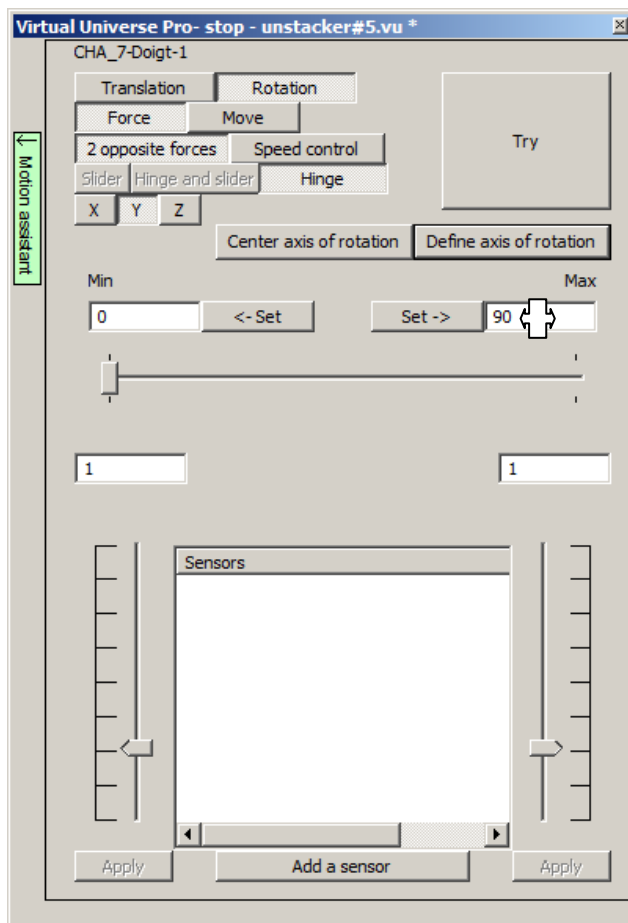 Virtual Universe Pro- stop - unstacker#5.vu *
CHA_7-Doigt-1
Translation Rotation
Force Move
Try
2 opposite forces Speed control
Slider Hinge and slider Hinge
X Y Z
Center axis of rotation Define axis of rotation
Motion assistant
Min Max
0 <- Set Set -> 90
1 1
Sensors
Apply Add a sensor Apply